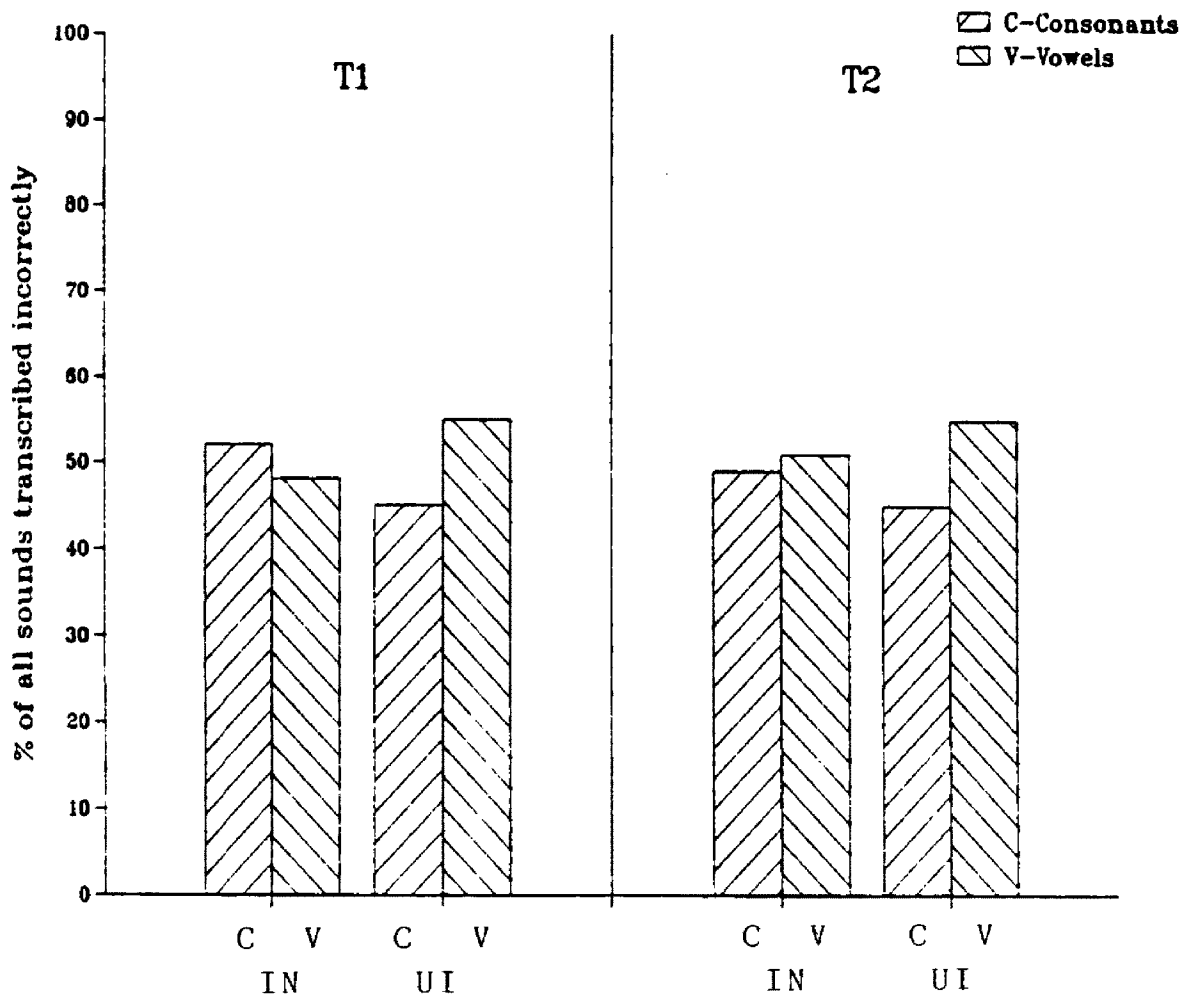 C-Consonants
V-Vowels
T1
T2
% of all sounds transcribed incorrectly
100
90
80
70
60
50
40
30
20
10
0
C V C V
IN UI
C V C V
IN UI